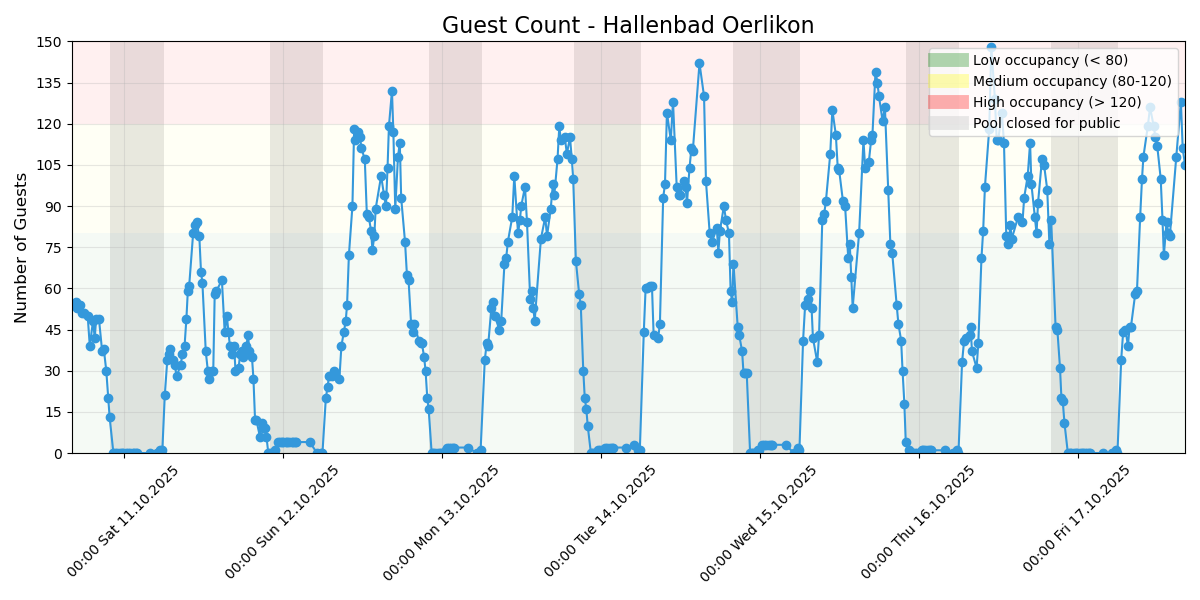 Guest Count - Hallenbad Oerlikon
Number of Guests
150
135
120
105
90
75
60
45
30
15
0
Low occupancy (< 80)
Medium occupancy (80-120)
High occupancy (> 120)
Pool closed for public
00:00 Sat 11.10.2025
00:00 Sun 12.10.2025
00:00 Mon 13.10.2025
00:00 Tue 14.10.2025
00:00 Wed 15.10.2025
00:00 Thu 16.10.2025
00:00 Fri 17.10.2025